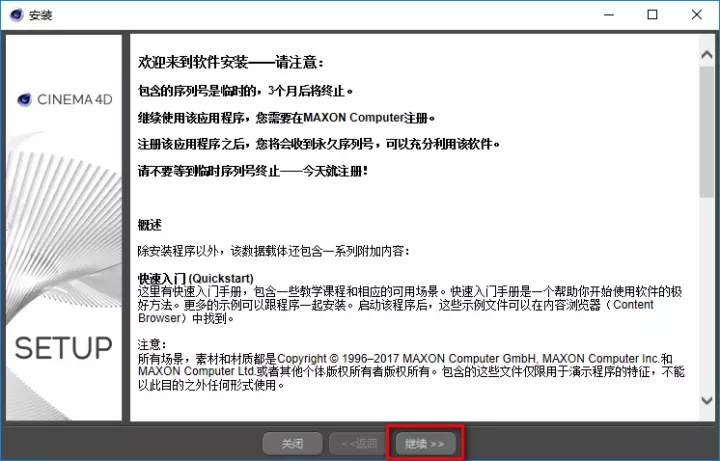 安装
CINEMA 4D
SETUP
欢迎来到软件安装——请注意：
包含的序列号是临时的，3个月后将终止。
继续使用该应用程序，您需要在MAXON Computer注册。
注册该应用程序之后，您将会收到永久序列号，可以充分利用该软件。
请不要等到临时序列号终止——今天就注册！
概述
除安装程序以外，该数据载体还包含一系列附加内容：
快速入门 (Quickstart)
这里有快速入门手册，包含一些教学课程和相应的可用场景。快速入门手册是一个帮助你开始使用软件的极
好方法。更多的示例可以跟程序一起安装。启动该程序后，这些示例文件可以在内容浏览器（Content
Browser）中找到。
注意：
所有场景，素材和材质都是Copyright © 1996–2017 MAXON Computer GmbH, MAXON Computer Inc.和
MAXON Computer Ltd.或者其他个体版权所有者版权所有。包含的这些文件仅限用于演示程序的特征，不能
以此目的之外任何形式使用。
关闭
<<返回
继续 >>